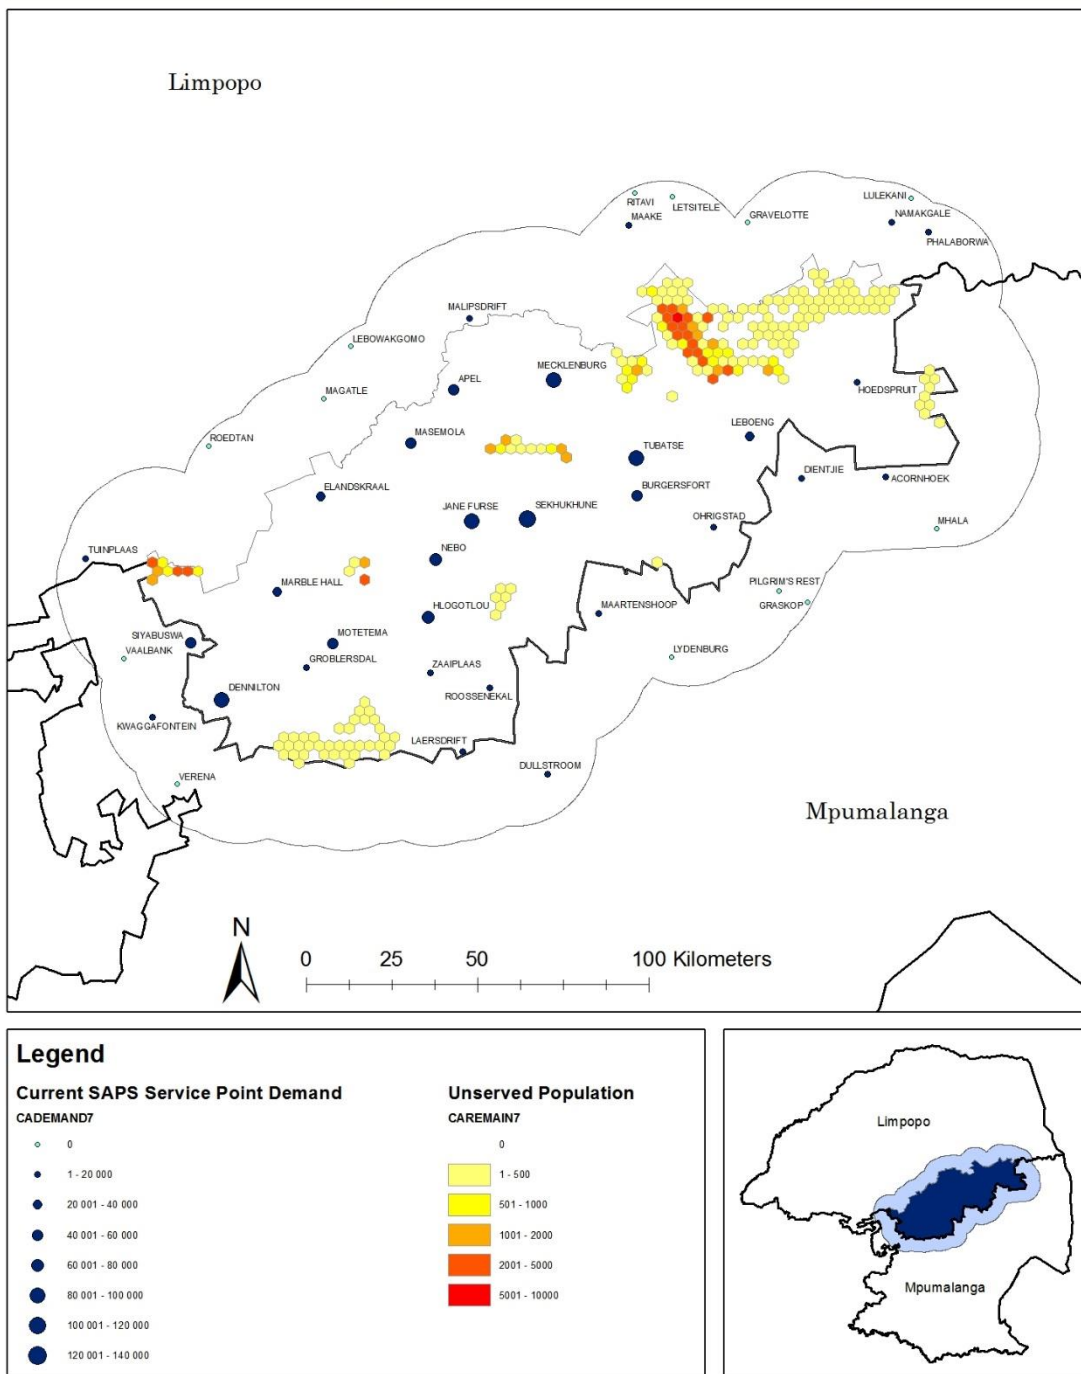 Limpopo
RITAVI
LETSITELE
MAAKE
GRAVELOTTE
LULEKANI
NAMAKGALE
PHALABORWA
MALIPSDRIFT
LEBOWAKGOMO
MECKLENBURG
APEL
HOEDSPRUIT
MAGATLE
LEBOENG
ROEDTAN
MASEMOLA
TUBATSE
DIENTJIE
ACORNHOEK
ELANDSKRAAL
BURGERSFORT
JANE FURSE
SEKHUKHUNE
OHRIGSTAD
MHALA
TUINPLAAS
NEBO
MARBLE HALL
PILGRIM'S REST
GRASKOP
MAARTENSHOOP
HLOGOTLOU
SIYABUSWA
MOTETEMA
VAALBANK
GROBLERSDAL
ZAAIPLAAS
LYDENBURG
DENNILTON
ROOSSENEKAL
KWAGGAFONTEIN
LAERSDRIFT
DULLSTROOM
VERENA
Mpumalanga
N
0 25 50 100 Kilometers
Legend
Current SAPS Service Point Demand
CADEMAND7
0
1 - 20 000
20 001 - 40 000
40 001 - 60 000
60 001 - 80 000
80 001 - 100 000
100 001 - 120 000
120 001 - 140 000
Unserved Population
CAREMAIN7
0
1 - 500
501 - 1000
1001 - 2000
2001 - 5000
5001 - 10000
Limpopo
Mpumalanga